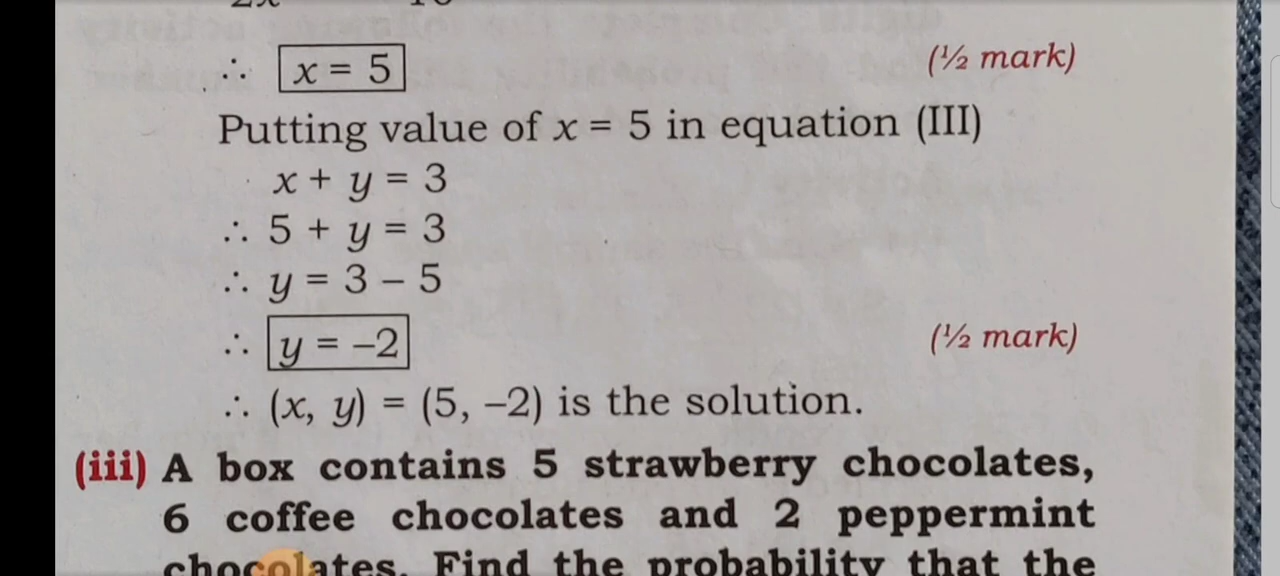 ∴ x = 5 (½ mark)
Putting value of x = 5 in equation (III)
x + y = 3
∴ 5 + y = 3
∴ y = 3 – 5
∴ y = –2 (½ mark)
∴ (x, y) = (5, –2) is the solution.
(iii) A box contains 5 strawberry chocolates,
6 coffee chocolates and 2 peppermint
chocolates. Find the probability that the